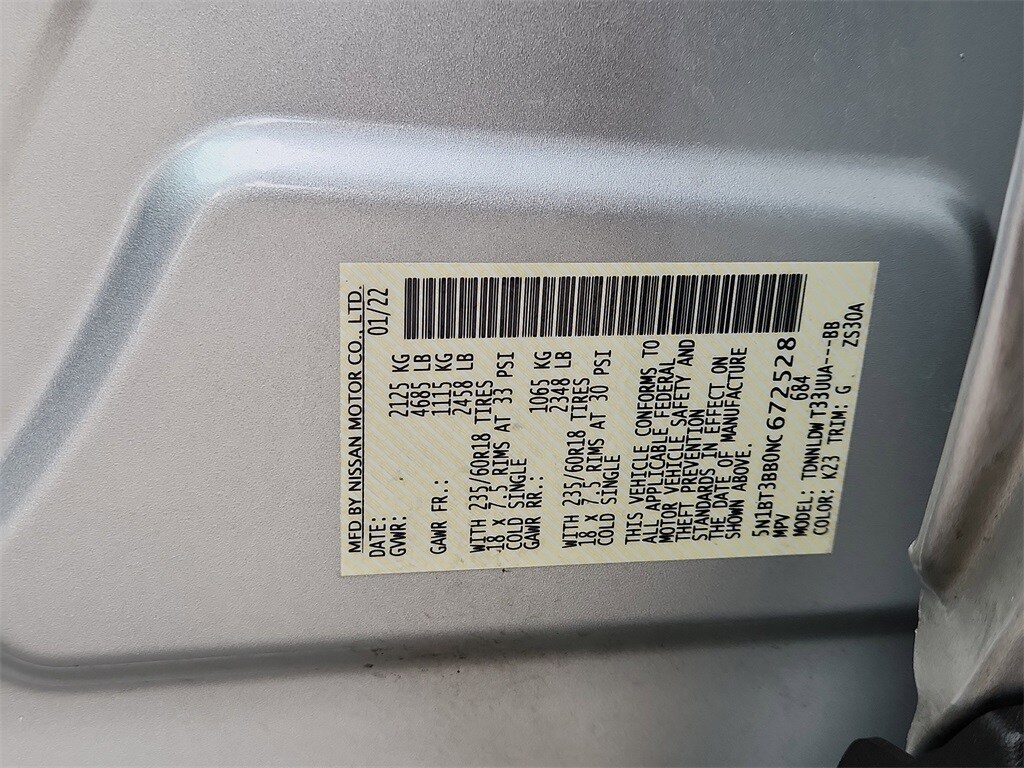 MFD BY NISSAN MOTOR CO., LTD.
DATE: 01/22
GVWR: 2125 KG
4685 LB
GAWR FR.: 1115 KG
2458 LB
WITH 235/60R18 TIRES
18 X 7.5 RIMS AT 33 PSI
COLD SINGLE
GAWR RR.: 1065 KG
2348 LB
WITH 235/60R18 TIRES
18 X 7.5 RIMS AT 30 PSI
COLD SINGLE
THIS VEHICLE CONFORMS TO
ALL APPLICABLE FEDERAL
MOTOR VEHICLE SAFETY AND
THEFT PREVENTION
STANDARDS IN EFFECT ON
THE DATE OF MANUFACTURE
SHOWN ABOVE.
5N1BT3BB0NC672528
MPV 684
MODEL: TDNNLDW T33UUA---BB
COLOR: K23 TRIM: G ZS30A